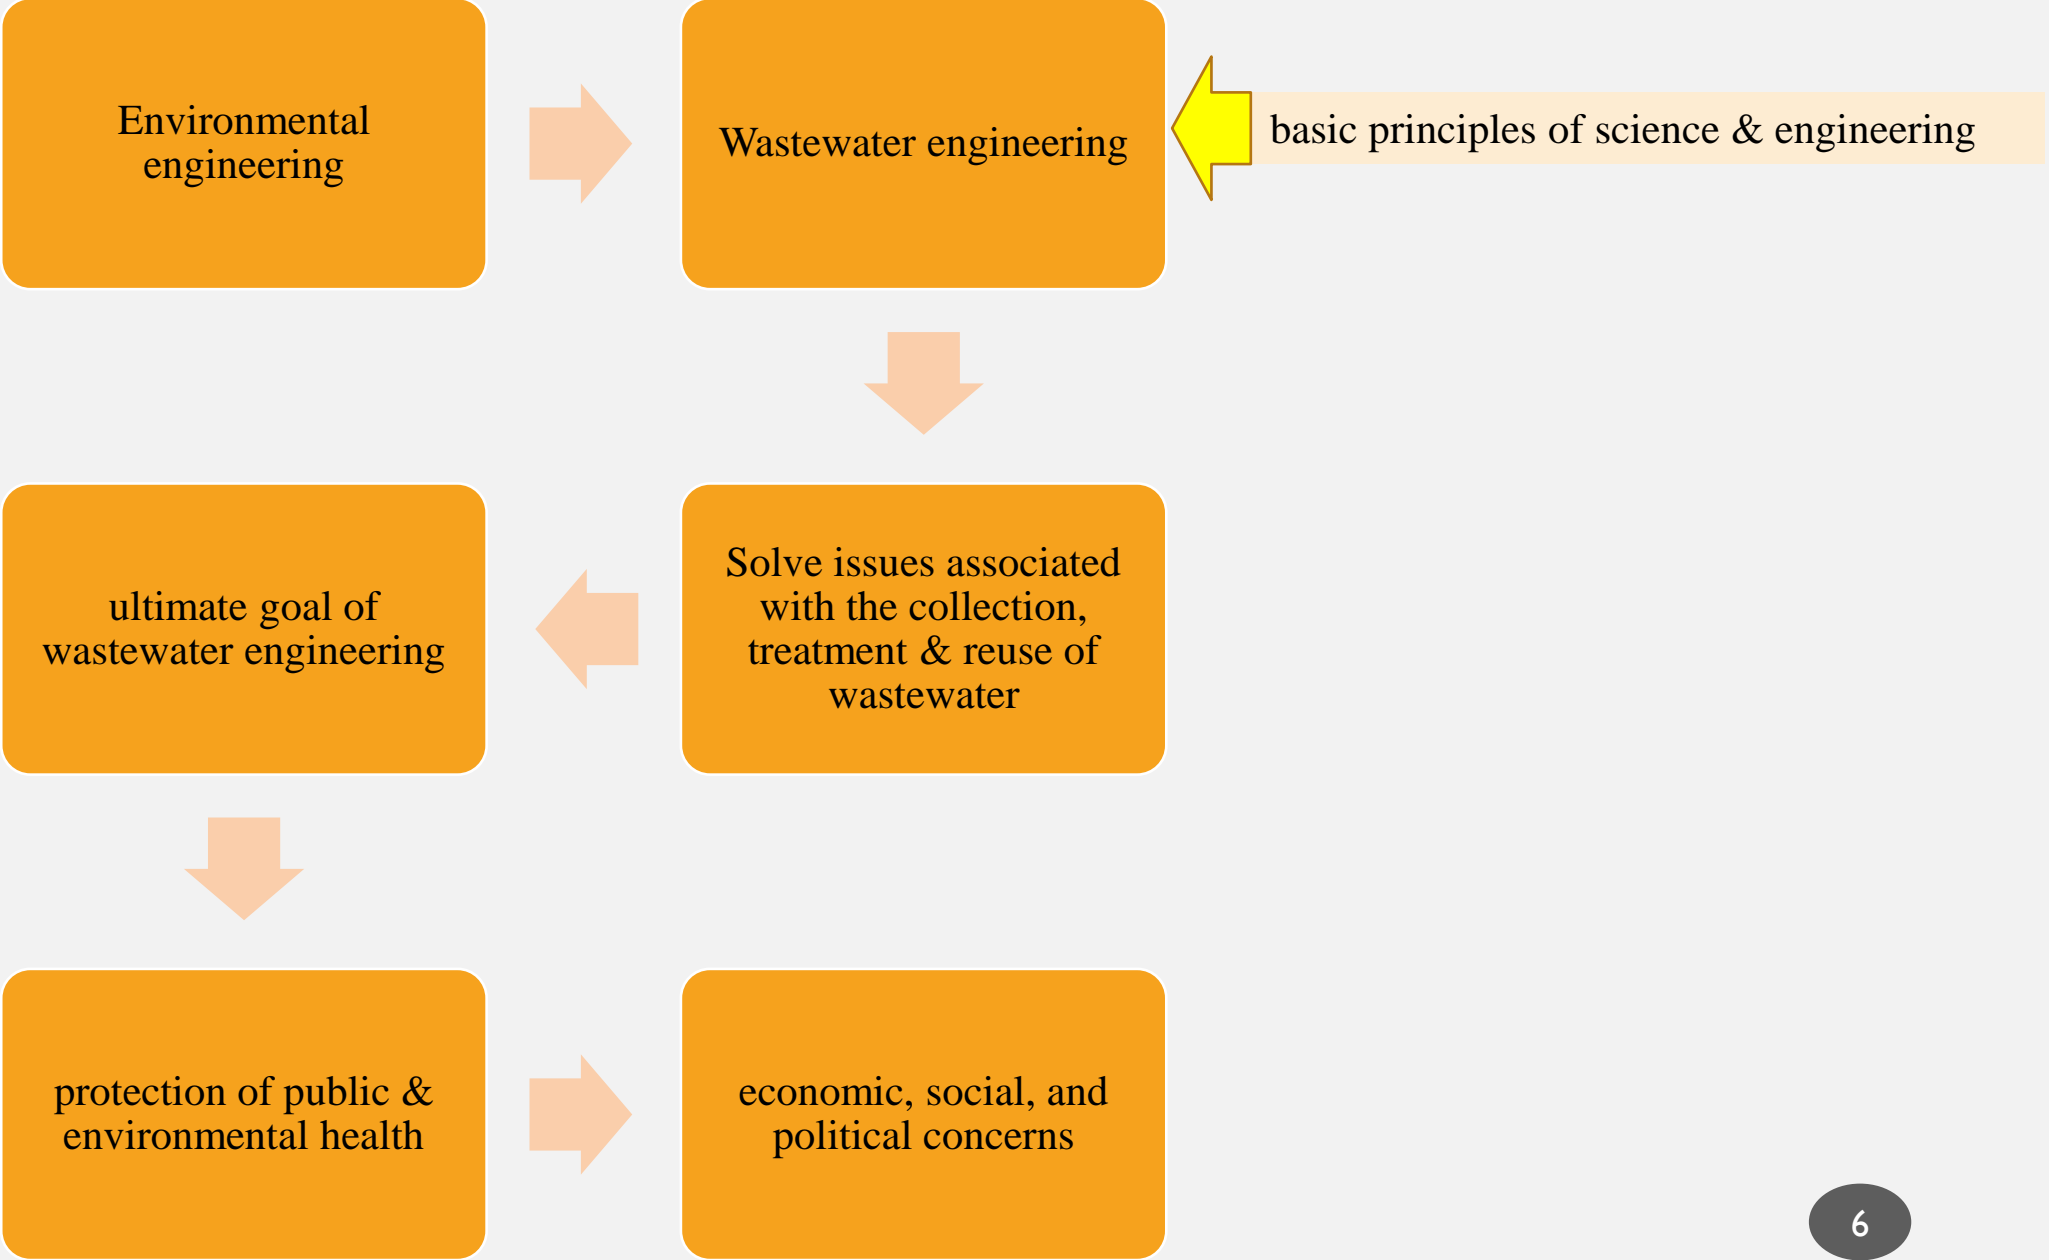 Environmental
engineering
Wastewater engineering
basic principles of science & engineering
Solve issues associated
with the collection,
treatment & reuse of
wastewater
ultimate goal of
wastewater engineering
protection of public &
environmental health
economic, social, and
political concerns
6